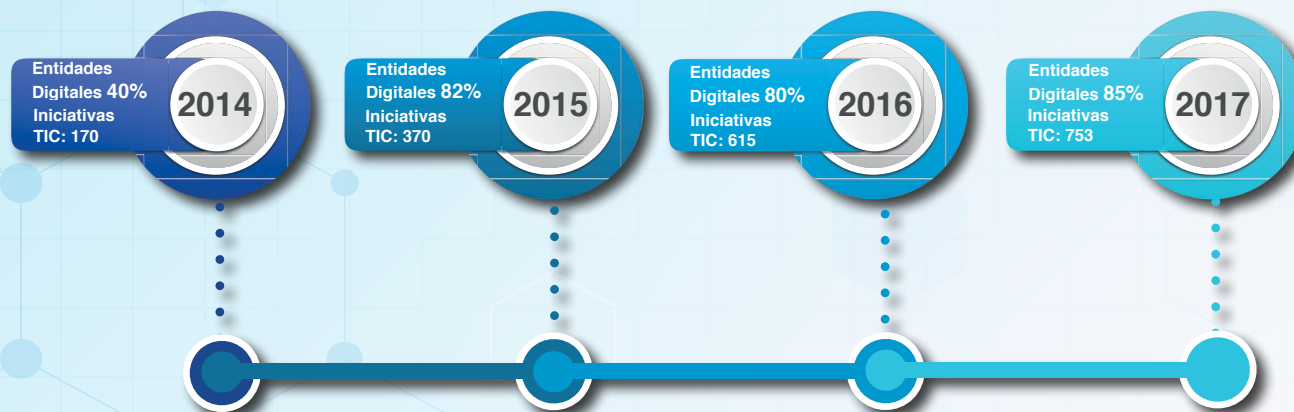 Entidades
Digitales 40%
Iniciativas
TIC: 170
2014
Entidades
Digitales 82%
Iniciativas
TIC: 370
2015
Entidades
Digitales 80%
Iniciativas
TIC: 615
2016
Entidades
Digitales 85%
Iniciativas
TIC: 753
2017